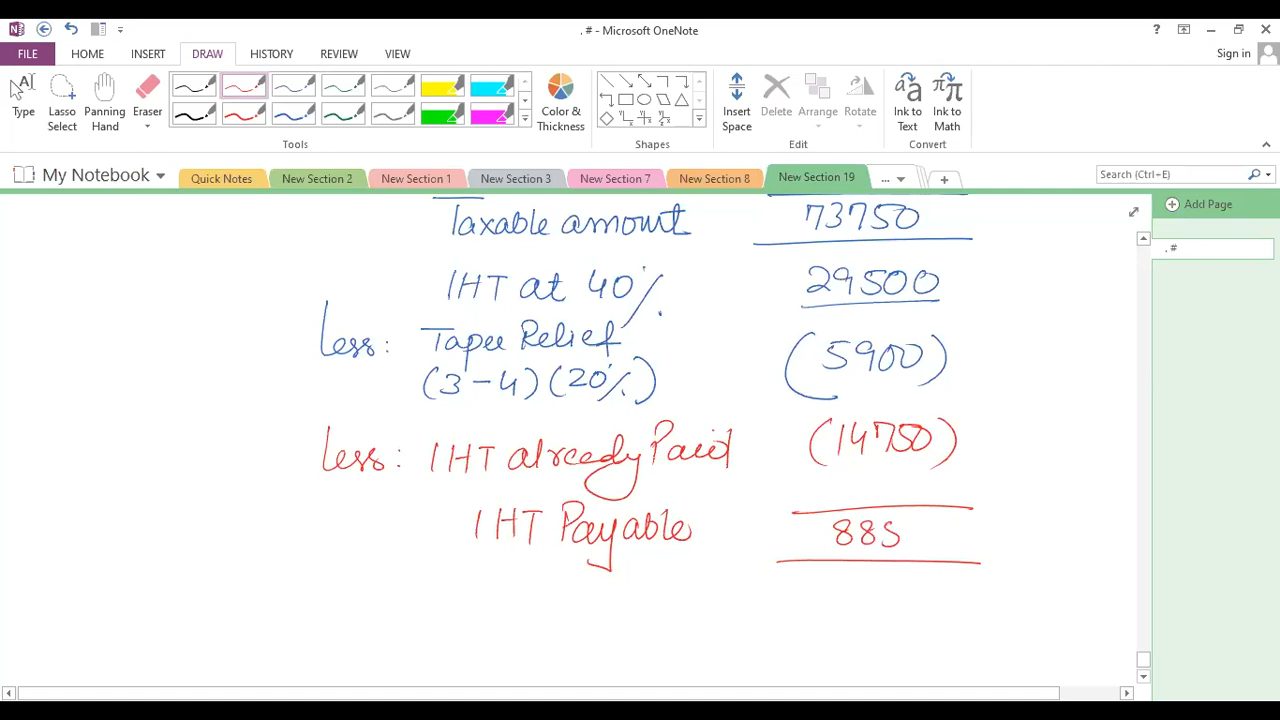 . # - Microsoft OneNote
?
FILE HOME INSERT DRAW HISTORY REVIEW VIEW
Sign in
Type
Lasso Select
Panning Hand
Eraser
Color & Thickness
Insert Space
Delete
Arrange
Rotate
Ink to Text
Ink to Math
Tools
Shapes
Edit
Convert
My Notebook
Quick Notes New Section 2 New Section 1 New Section 3 New Section 7 New Section 8 New Section 19 ...
Search (Ctrl+E)
Add Page
. #
Taxable amount 73750
IHT at 40% 29500
Less: Taper Relief (5900)
(3-4) (20%)
Less: IHT already Paid (14750)
IHT Payable 885